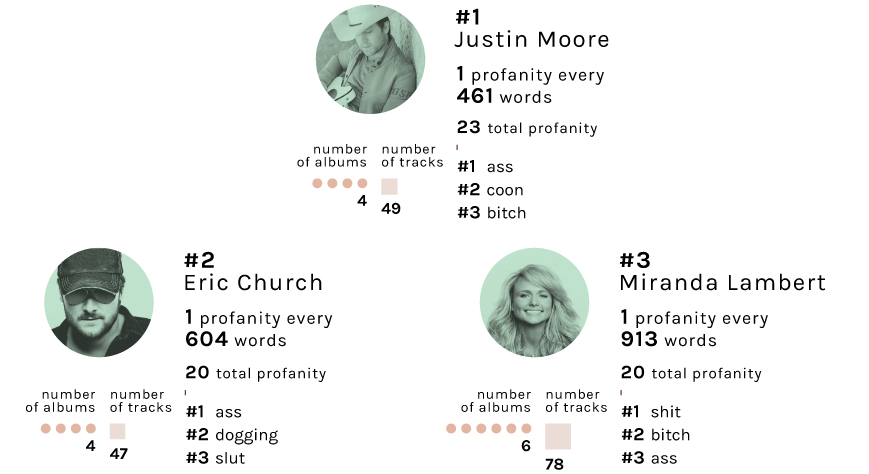 #1
Justin Moore
1 profanity every
461 words
23 total profanity
number of albums
4
number of tracks
49
#1 ass
#2 coon
#3 bitch
#2
Eric Church
1 profanity every
604 words
20 total profanity
number of albums
4
number of tracks
47
#1 ass
#2 dogging
#3 slut
#3
Miranda Lambert
1 profanity every
913 words
20 total profanity
number of albums
6
number of tracks
78
#1 shit
#2 bitch
#3 ass